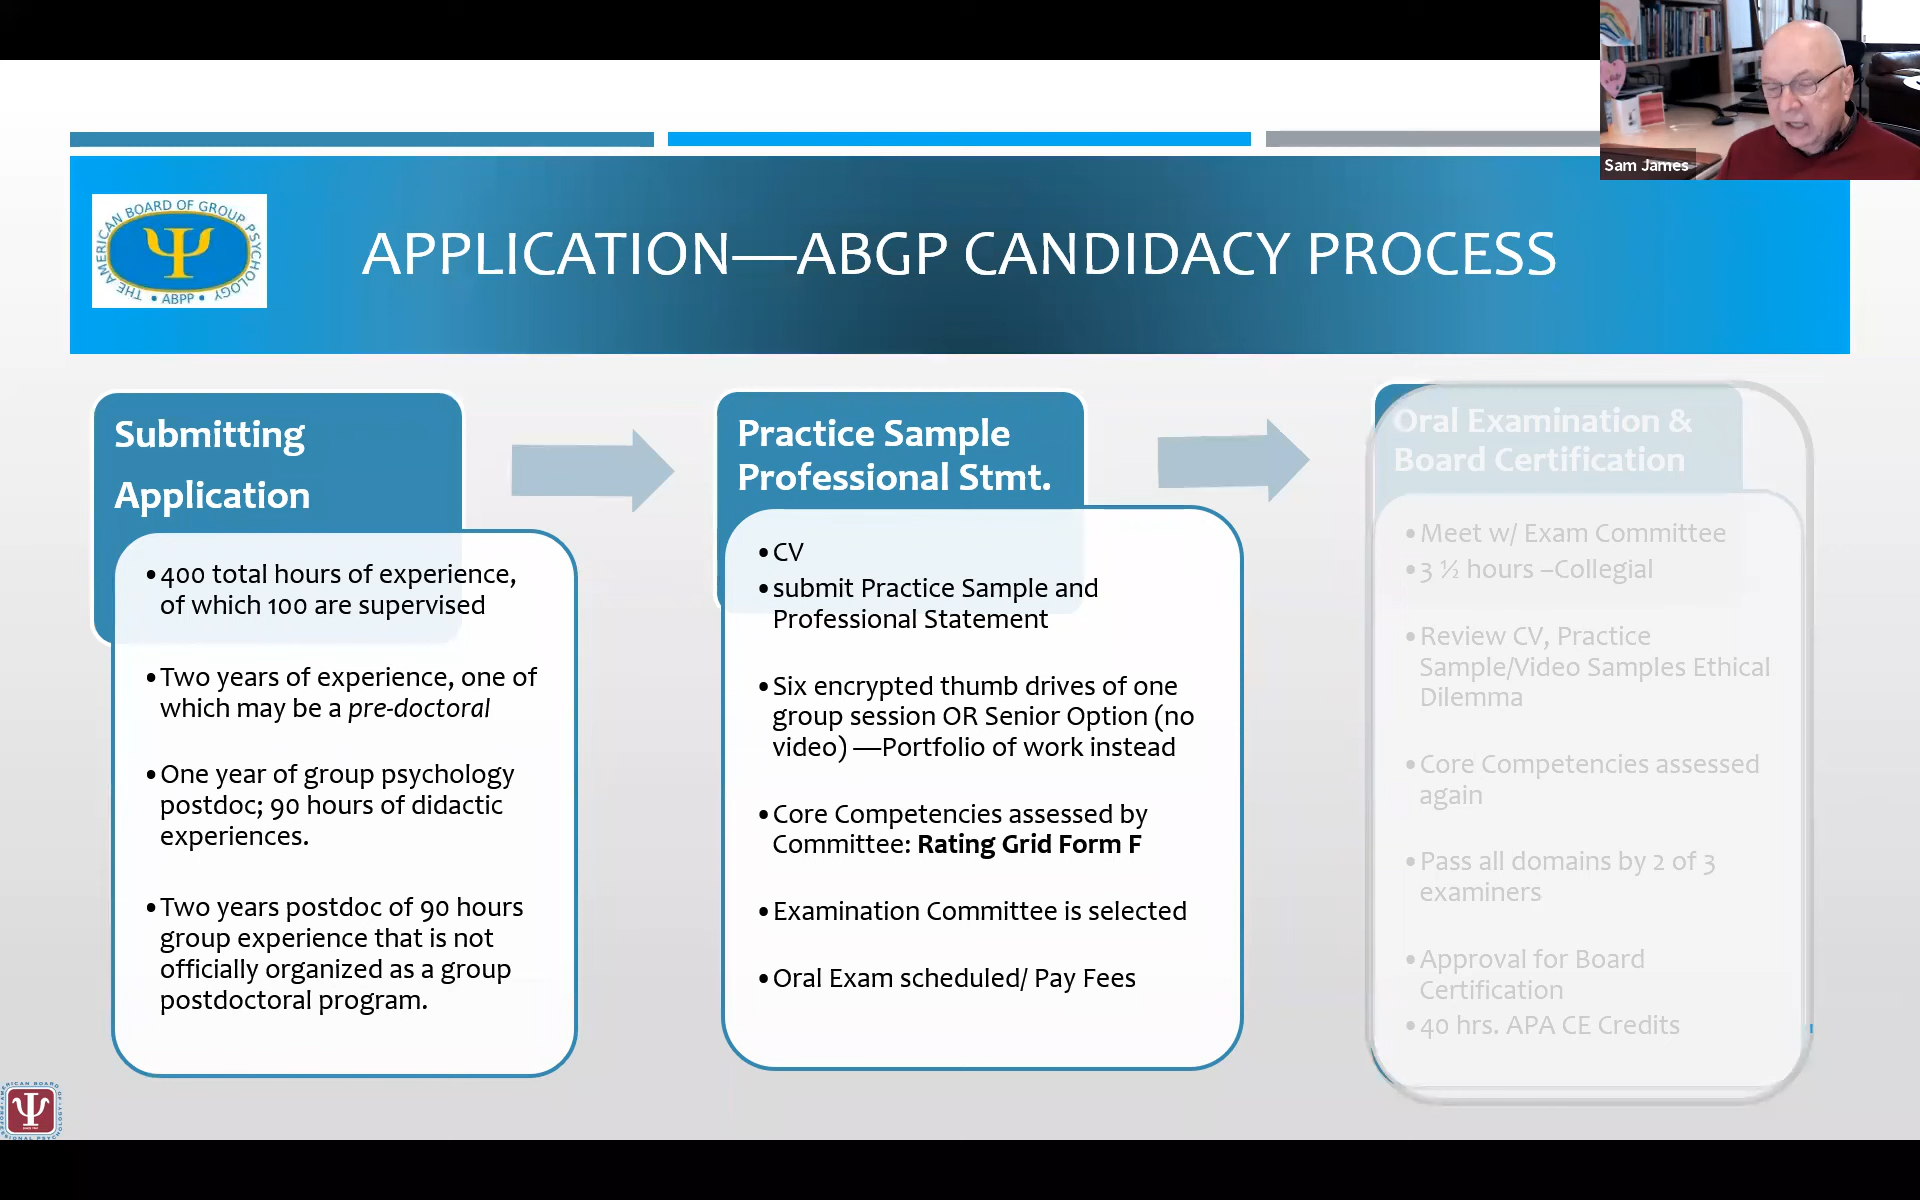 Sam James
THE AMERICAN BOARD OF GROUP PSYCHOLOGY
• ABPP •
APPLICATION—ABGP CANDIDACY PROCESS
Submitting
Application
•400 total hours of experience,
of which 100 are supervised
•Two years of experience, one of
which may be a pre-doctoral
•One year of group psychology
postdoc; 90 hours of didactic
experiences.
•Two years postdoc of 90 hours
group experience that is not
officially organized as a group
postdoctoral program.
Practice Sample
Professional Stmt.
•CV
•submit Practice Sample and
Professional Statement
•Six encrypted thumb drives of one
group session OR Senior Option (no
video) —Portfolio of work instead
•Core Competencies assessed by
Committee: Rating Grid Form F
•Examination Committee is selected
•Oral Exam scheduled/ Pay Fees
Oral Examination &
Board Certification
•Meet w/ Exam Committee
•3 ½ hours –Collegial
•Review CV, Practice
Sample/Video Samples Ethical
Dilemma
•Core Competencies assessed
again
•Pass all domains by 2 of 3
examiners
•Approval for Board
Certification
•40 hrs. APA CE Credits
AMERICAN BOARD OF PROFESSIONAL PSYCHOLOGY